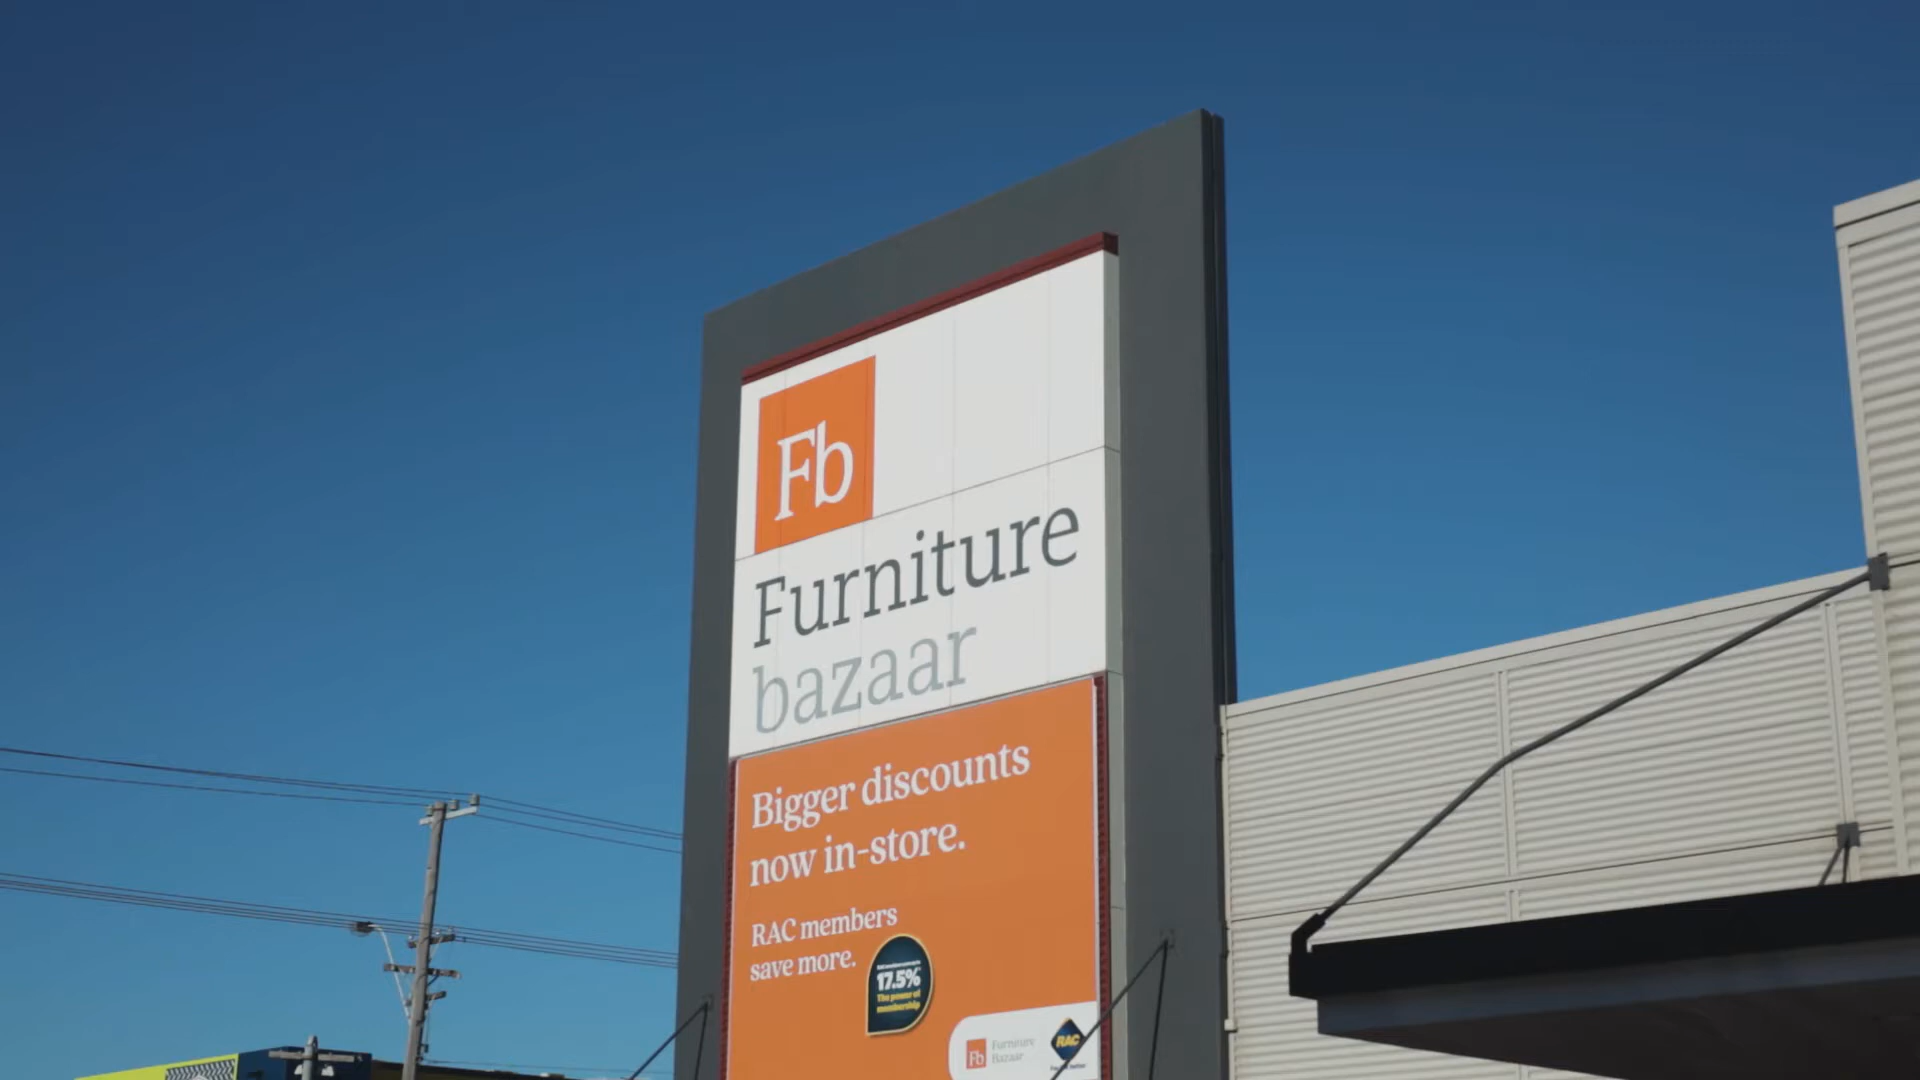 Fb
Furniture
bazaar
Bigger discounts
now in-store.
RAC members
save more.
17.5%
The power of
membership
Fb Furniture
Bazaar
RAC